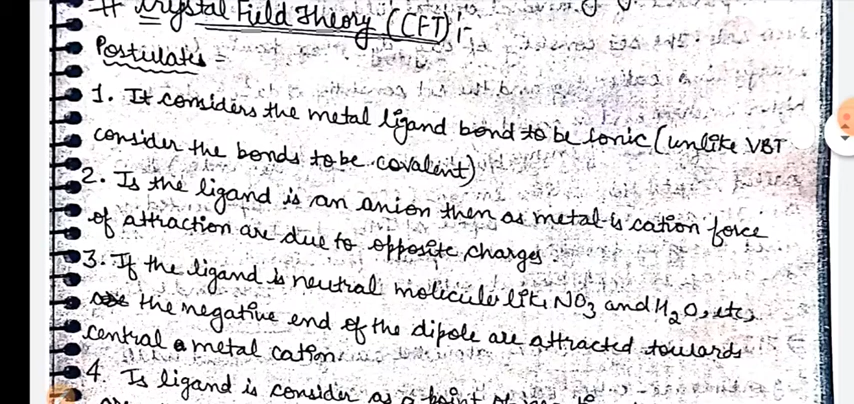 # Crystal Field Theory (CFT) :-
Postulates =
1. It considers the metal ligand bond to be ionic (unlike VBT
consider the bonds to be covalent)
2. Is the ligand is an anion then as metal is cation force
of attraction are due to opposite charges
3. If the ligand is neutral molicule like NO3 and H2O, etc,
the negative end of the dipole are attracted towards
central metal cation
4. Is ligand is consider as a point